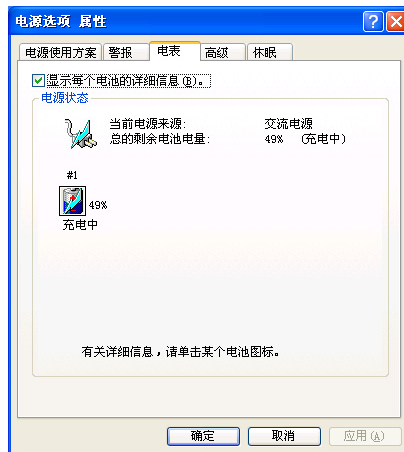 电源选项 属性
电源使用方案 警报 电表 高级 休眠
显示每个电池的详细信息(B)。
电源状态
当前电源来源: 交流电源
总的剩余电池电量: 49% (充电中)
#1
49%
充电中
有关详细信息，请单击某个电池图标。
确定 取消 应用(A)